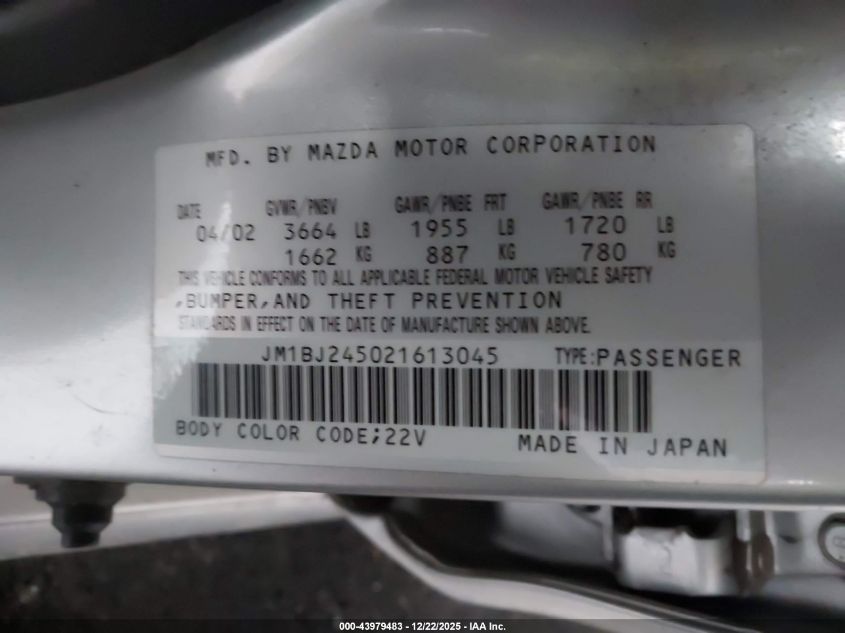 MFD. BY MAZDA MOTOR CORPORATION
DATE GVWR/PNBV GAWR/PNBE FRT GAWR/PNBE RR
04/02 3664 LB 1955 LB 1720 LB
1662 KG 887 KG 780 KG
THIS VEHICLE CONFORMS TO ALL APPLICABLE FEDERAL MOTOR VEHICLE SAFETY
,BUMPER,AND THEFT PREVENTION
STANDARDS IN EFFECT ON THE DATE OF MANUFACTURE SHOWN ABOVE.
JM1BJ245021613045 TYPE:PASSENGER
BODY COLOR CODE;22V MADE IN JAPAN
000-43979483 - 12/22/2025 - IAA Inc.